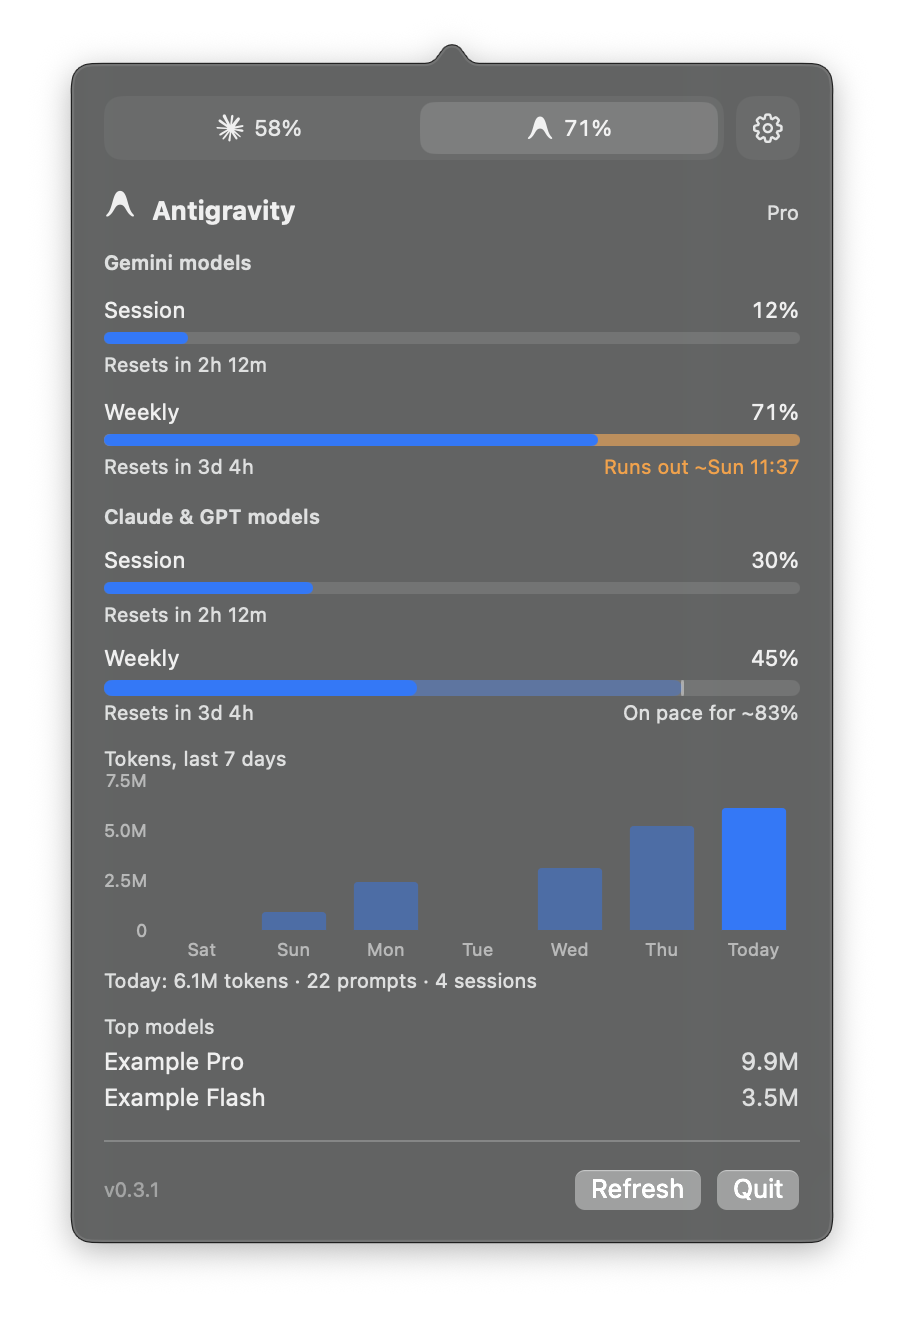 58% 71%
Antigravity Pro
Gemini models
Session 12%
Resets in 2h 12m
Weekly 71%
Resets in 3d 4h Runs out ~Sun 11:37
Claude & GPT models
Session 30%
Resets in 2h 12m
Weekly 45%
Resets in 3d 4h On pace for ~83%
Tokens, last 7 days
7.5M
5.0M
2.5M
0
Sat Sun Mon Tue Wed Thu Today
Today: 6.1M tokens · 22 prompts · 4 sessions
Top models
Example Pro 9.9M
Example Flash 3.5M
v0.3.1 Refresh Quit